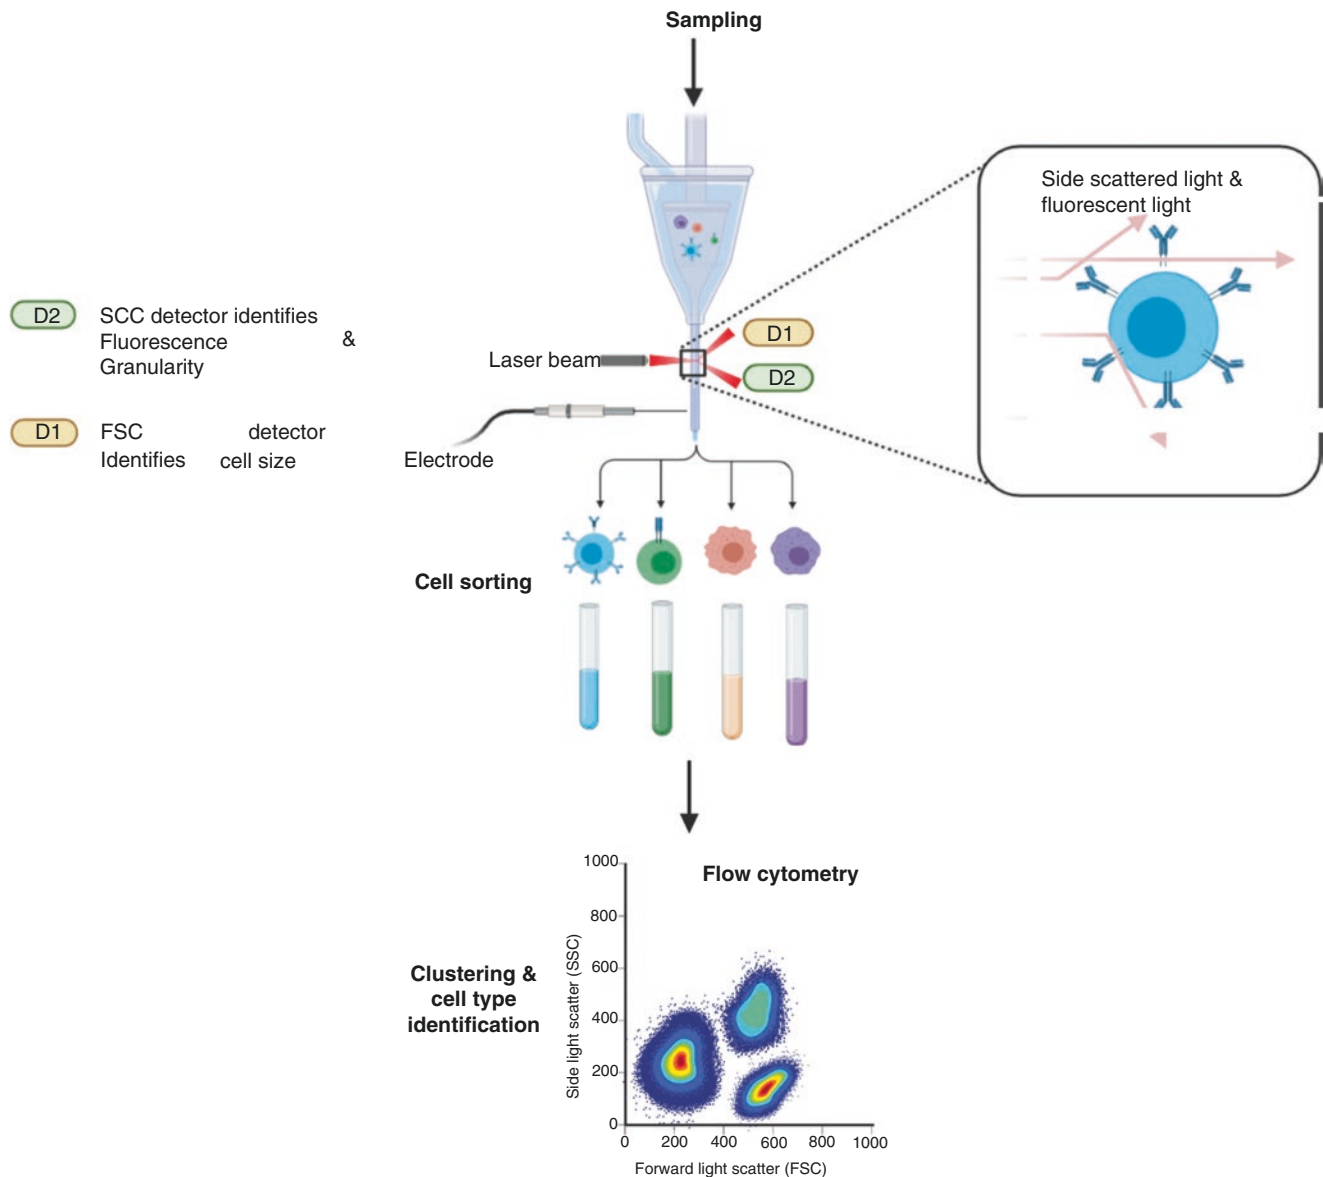 Sampling
Side scattered light &
fluorescent light
D2 SCC detector identifies
Fluorescence &
Granularity
D1 FSC detector
Identifies cell size
Laser beam
D1
D2
Electrode
Cell sorting
Flow cytometry
Clustering &
cell type
identification
Side light scatter (SSC)
1000
800
600
400
200
0
0 200 400 600 800 1000
Forward light scatter (FSC)